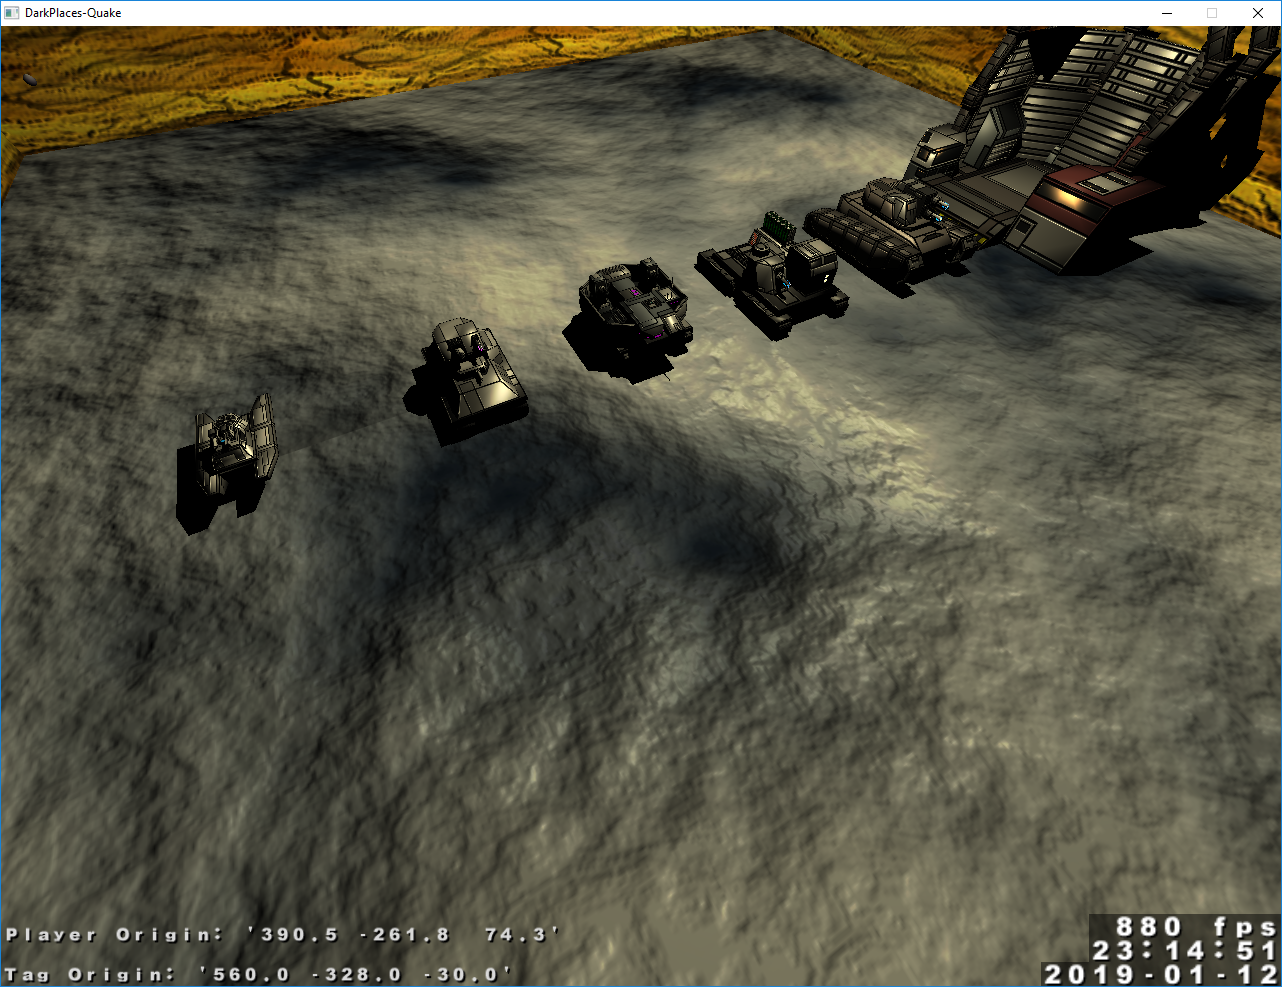 DarkPlaces-Quake
Player Origin: '390.5 -261.8 74.3'
Tag Origin: '560.0 -328.0 -30.0'
880 fps
23:14:51
2019-01-12